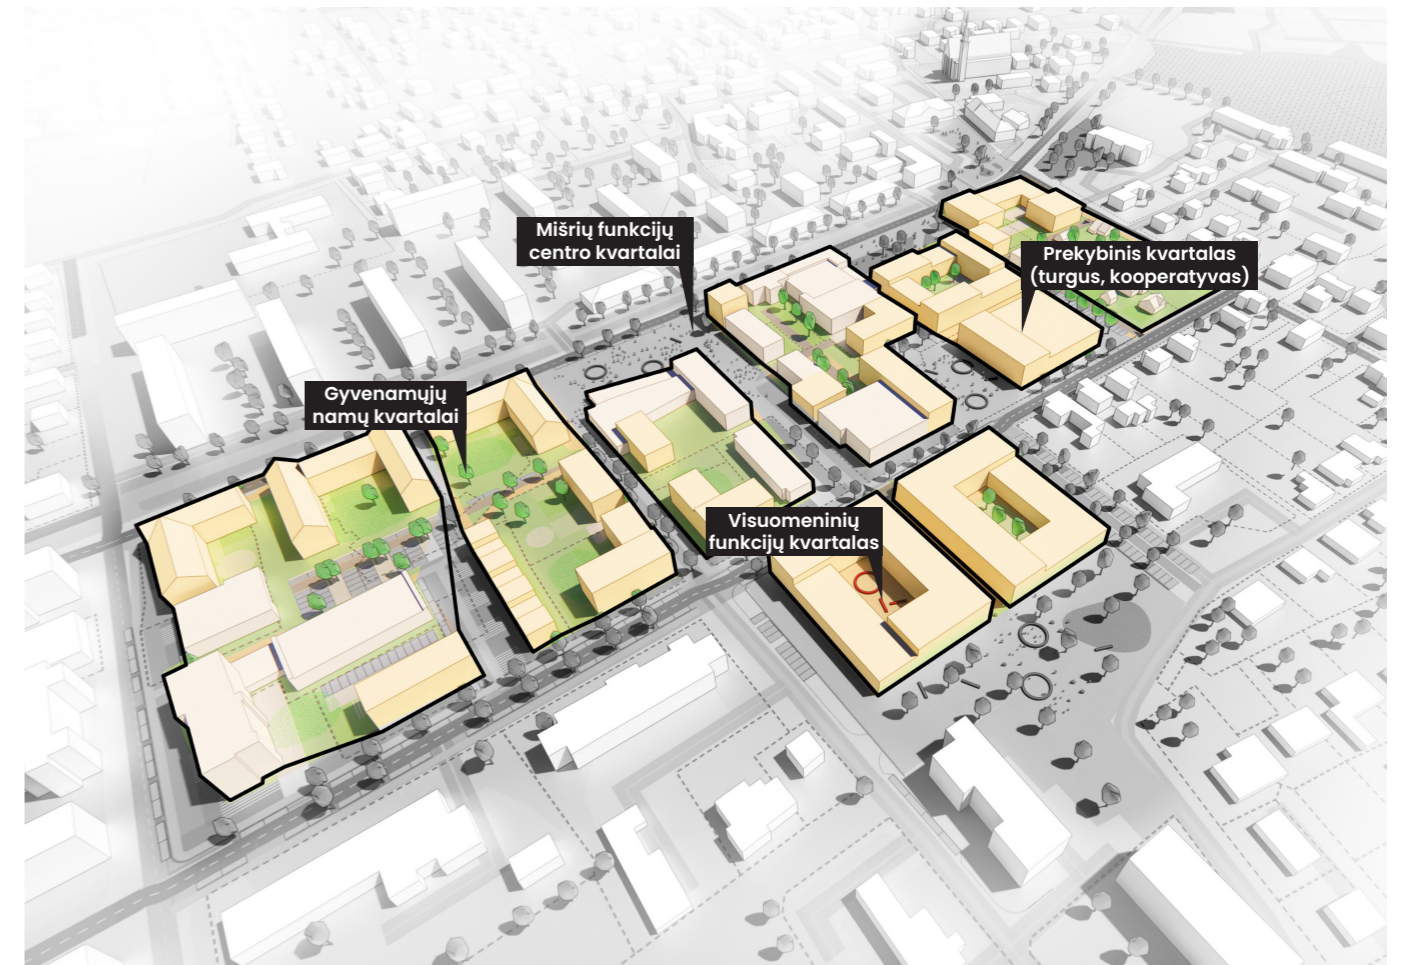 Mišrių funkcijų
centro kvartalai
Prekybinis kvartalas
(turgus, kooperatyvas)
Gyvenamųjų
namų kvartalai
Visuomeninių
funkcijų kvartalas